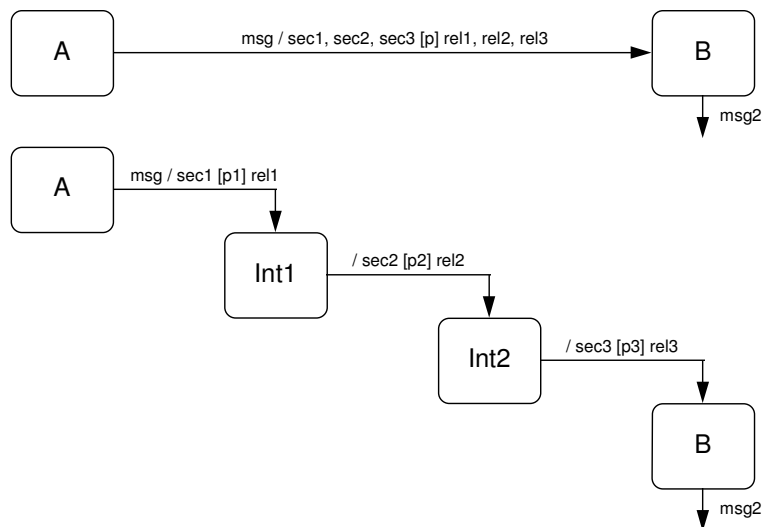 A
msg / sec1, sec2, sec3 [p] rel1, rel2, rel3
B
msg2
A
msg / sec1 [p1] rel1
Int1
/ sec2 [p2] rel2
Int2
/ sec3 [p3] rel3
B
msg2